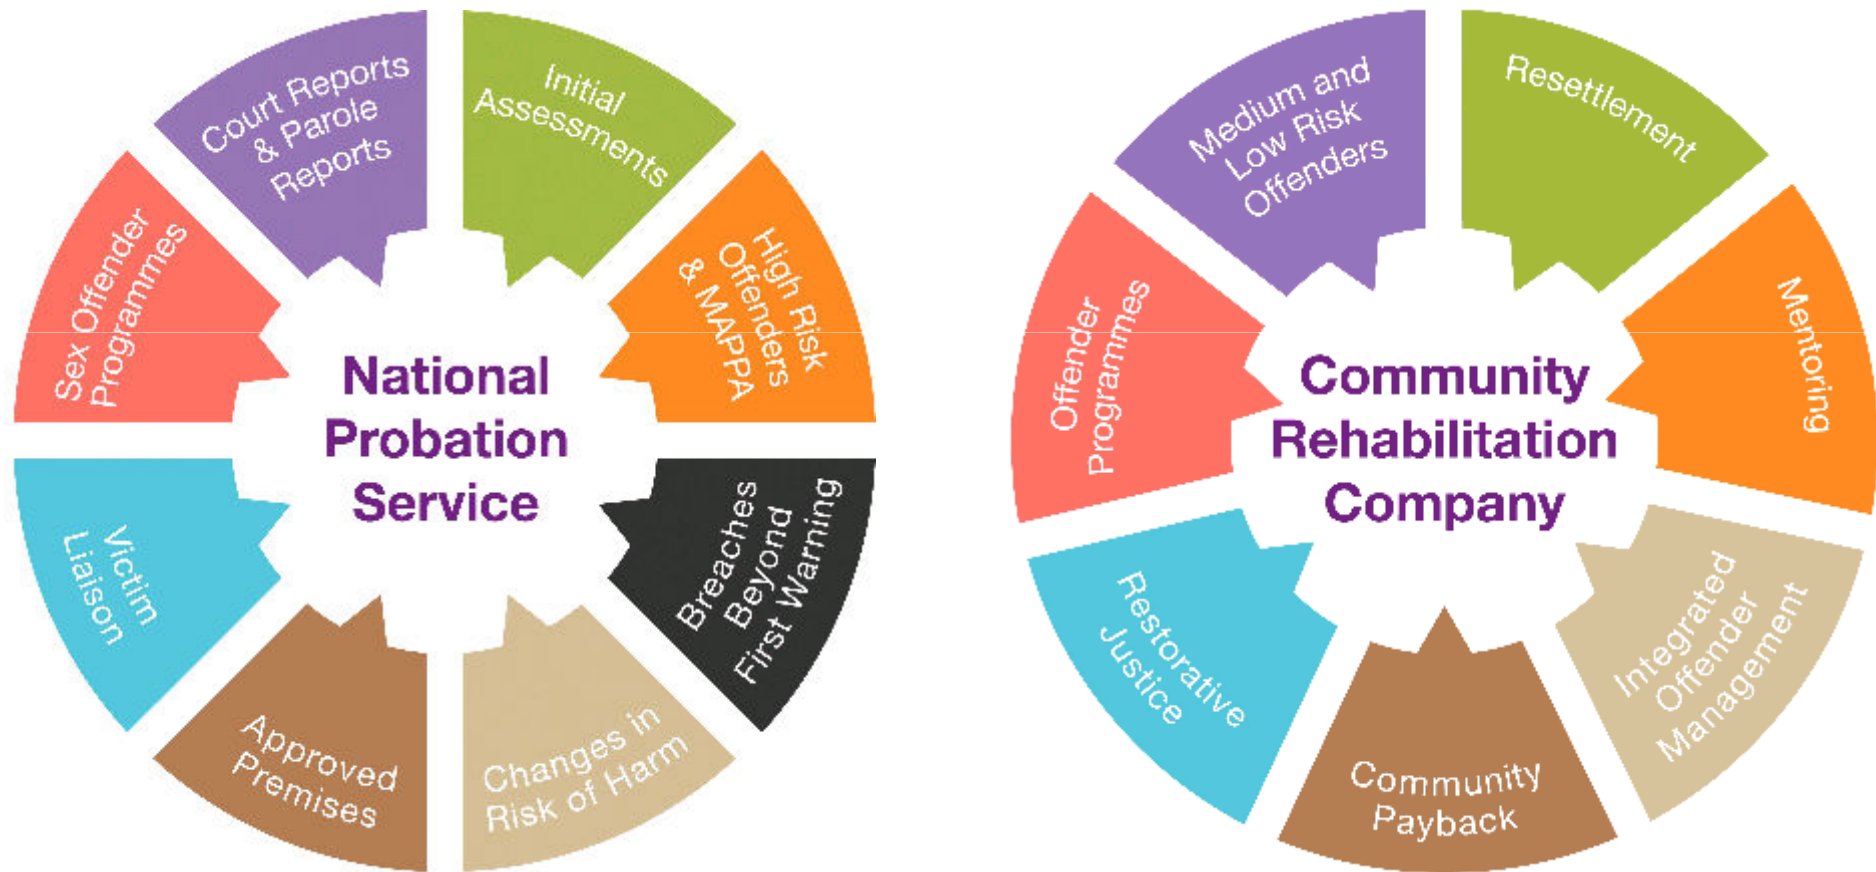 Court Reports
& Parole
Reports
Initial
Assessments
High Risk
Offenders
& MAPPA
Breaches
Beyond
First Warning
Changes in
Risk of Harm
Approved
Premises
Victim
Liaison
Sex Offender
Programmes
National
Probation
Service
Medium and
Low Risk
Offenders
Resettlement
Mentoring
Integrated
Offender
Management
Community
Payback
Restorative
Justice
Offender
Programmes
Community
Rehabilitation
Company